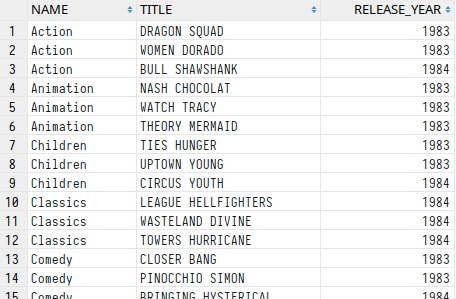 NAME TITLE RELEASE_YEAR
1 Action DRAGON SQUAD 1983
2 Action WOMEN DORADO 1983
3 Action BULL SHAWSHANK 1984
4 Animation NASH CHOCOLAT 1983
5 Animation WATCH TRACY 1983
6 Animation THEORY MERMAID 1983
7 Children TIES HUNGER 1983
8 Children UPTOWN YOUNG 1983
9 Children CIRCUS YOUTH 1984
10 Classics LEAGUE HELLFIGHTERS 1984
11 Classics WASTELAND DIVINE 1984
12 Classics TOWERS HURRICANE 1984
13 Comedy CLOSER BANG 1983
14 Comedy PINOCCHIO SIMON 1983
15 Comedy BRINGING HYSTERICAL 1984